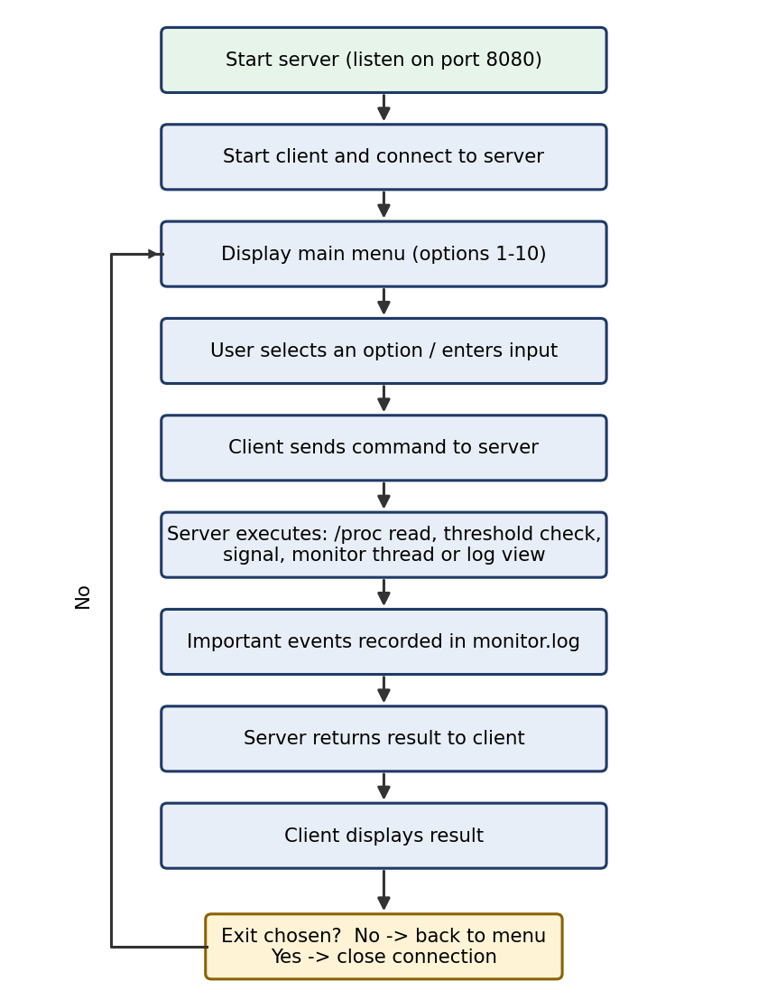 Start server (listen on port 8080)
Start client and connect to server
Display main menu (options 1-10)
User selects an option / enters input
Client sends command to server
Server executes: /proc read, threshold check,
signal, monitor thread or log view
No
Important events recorded in monitor.log
Server returns result to client
Client displays result
Exit chosen?  No -> back to menu
Yes -> close connection